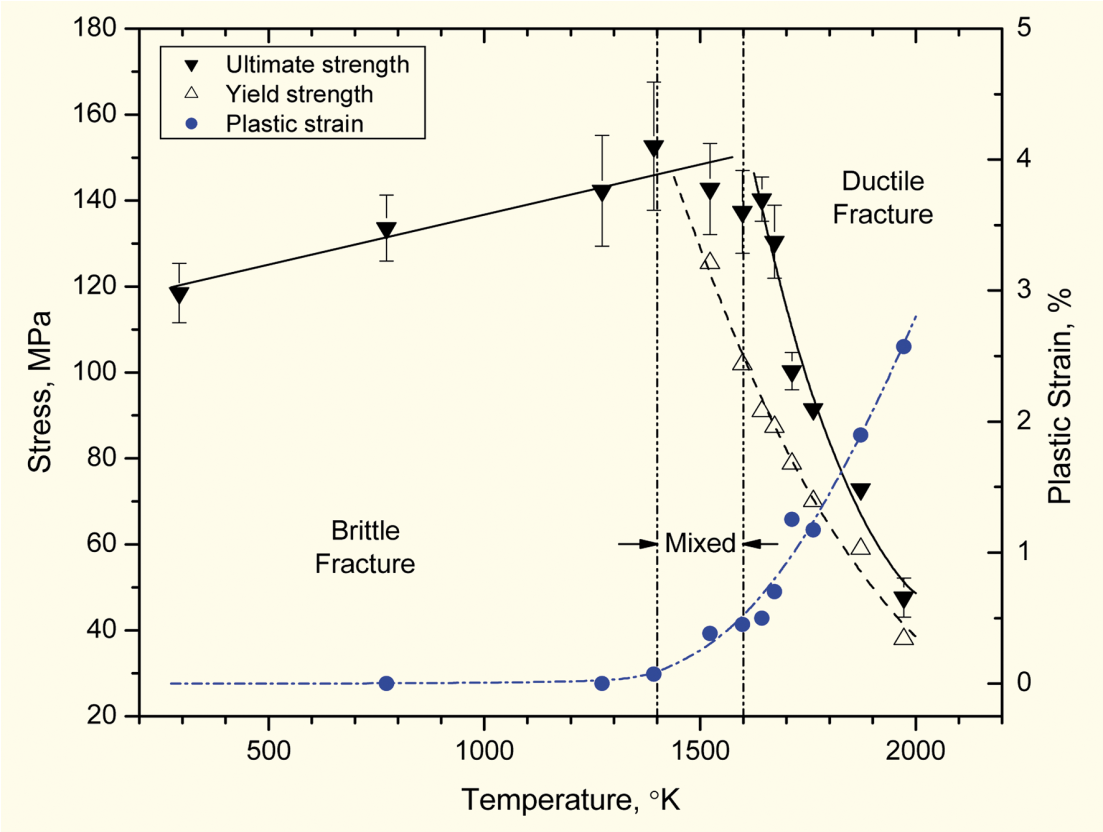 180
160
140
120
100
80
60
40
20
Stress, MPa
Ultimate strength
Yield strength
Plastic strain
Ductile
Fracture
Brittle
Fracture
Mixed
5
4
3
2
1
0
Plastic Strain, %
500
1000
1500
2000
Temperature, °K